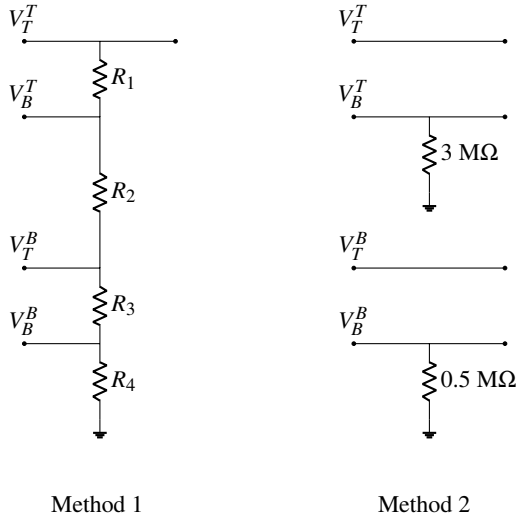 V_T^T
V_B^T
R_1
R_2
V_T^B
V_B^B
R_3
R_4
Method 1
V_T^T
V_B^T
3 MΩ
V_T^B
V_B^B
0.5 MΩ
Method 2